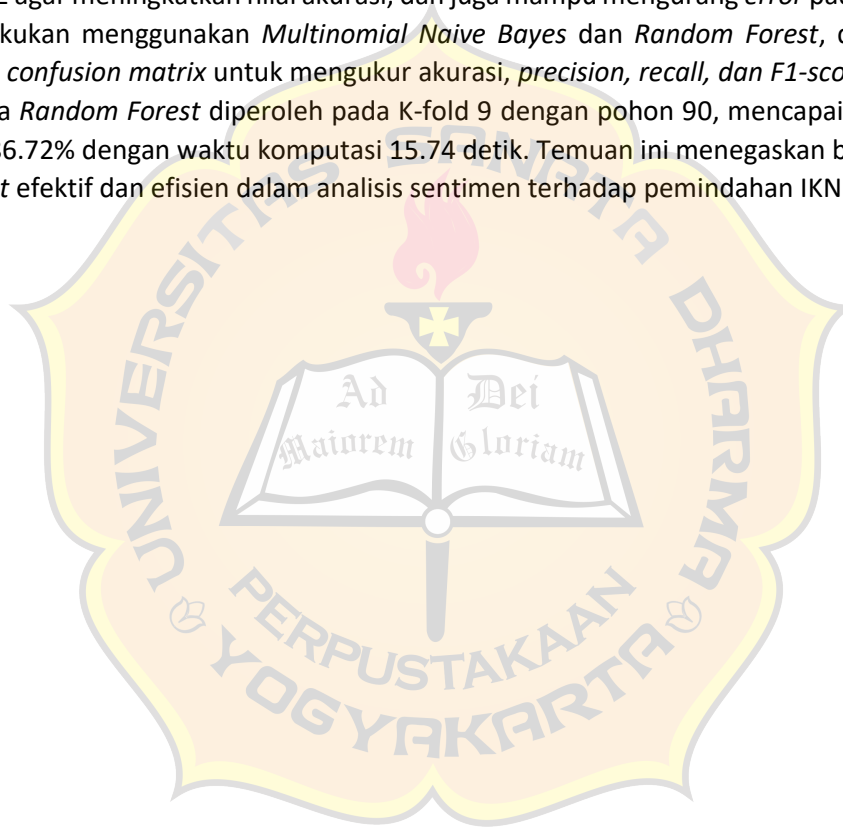 agar meningkatkan nilai akurasi, dan juga mampu mengurang error pad
kukan menggunakan Multinomial Naive Bayes dan Random Forest,
confusion matrix untuk mengukur akurasi, precision, recall, dan F1-sco
a Random Forest diperoleh pada K-fold 9 dengan pohon 90, mencapai
6.72% dengan waktu komputasi 15.74 detik. Temuan ini menegaskan b
t efektif dan efisien dalam analisis sentimen terhadap pemindahan IKN
UNIVERSITAS SANATA DHARMA
Ad Dei
Maiorem Gloriam
PERPUSTAKAAN
YOGYAKARTA